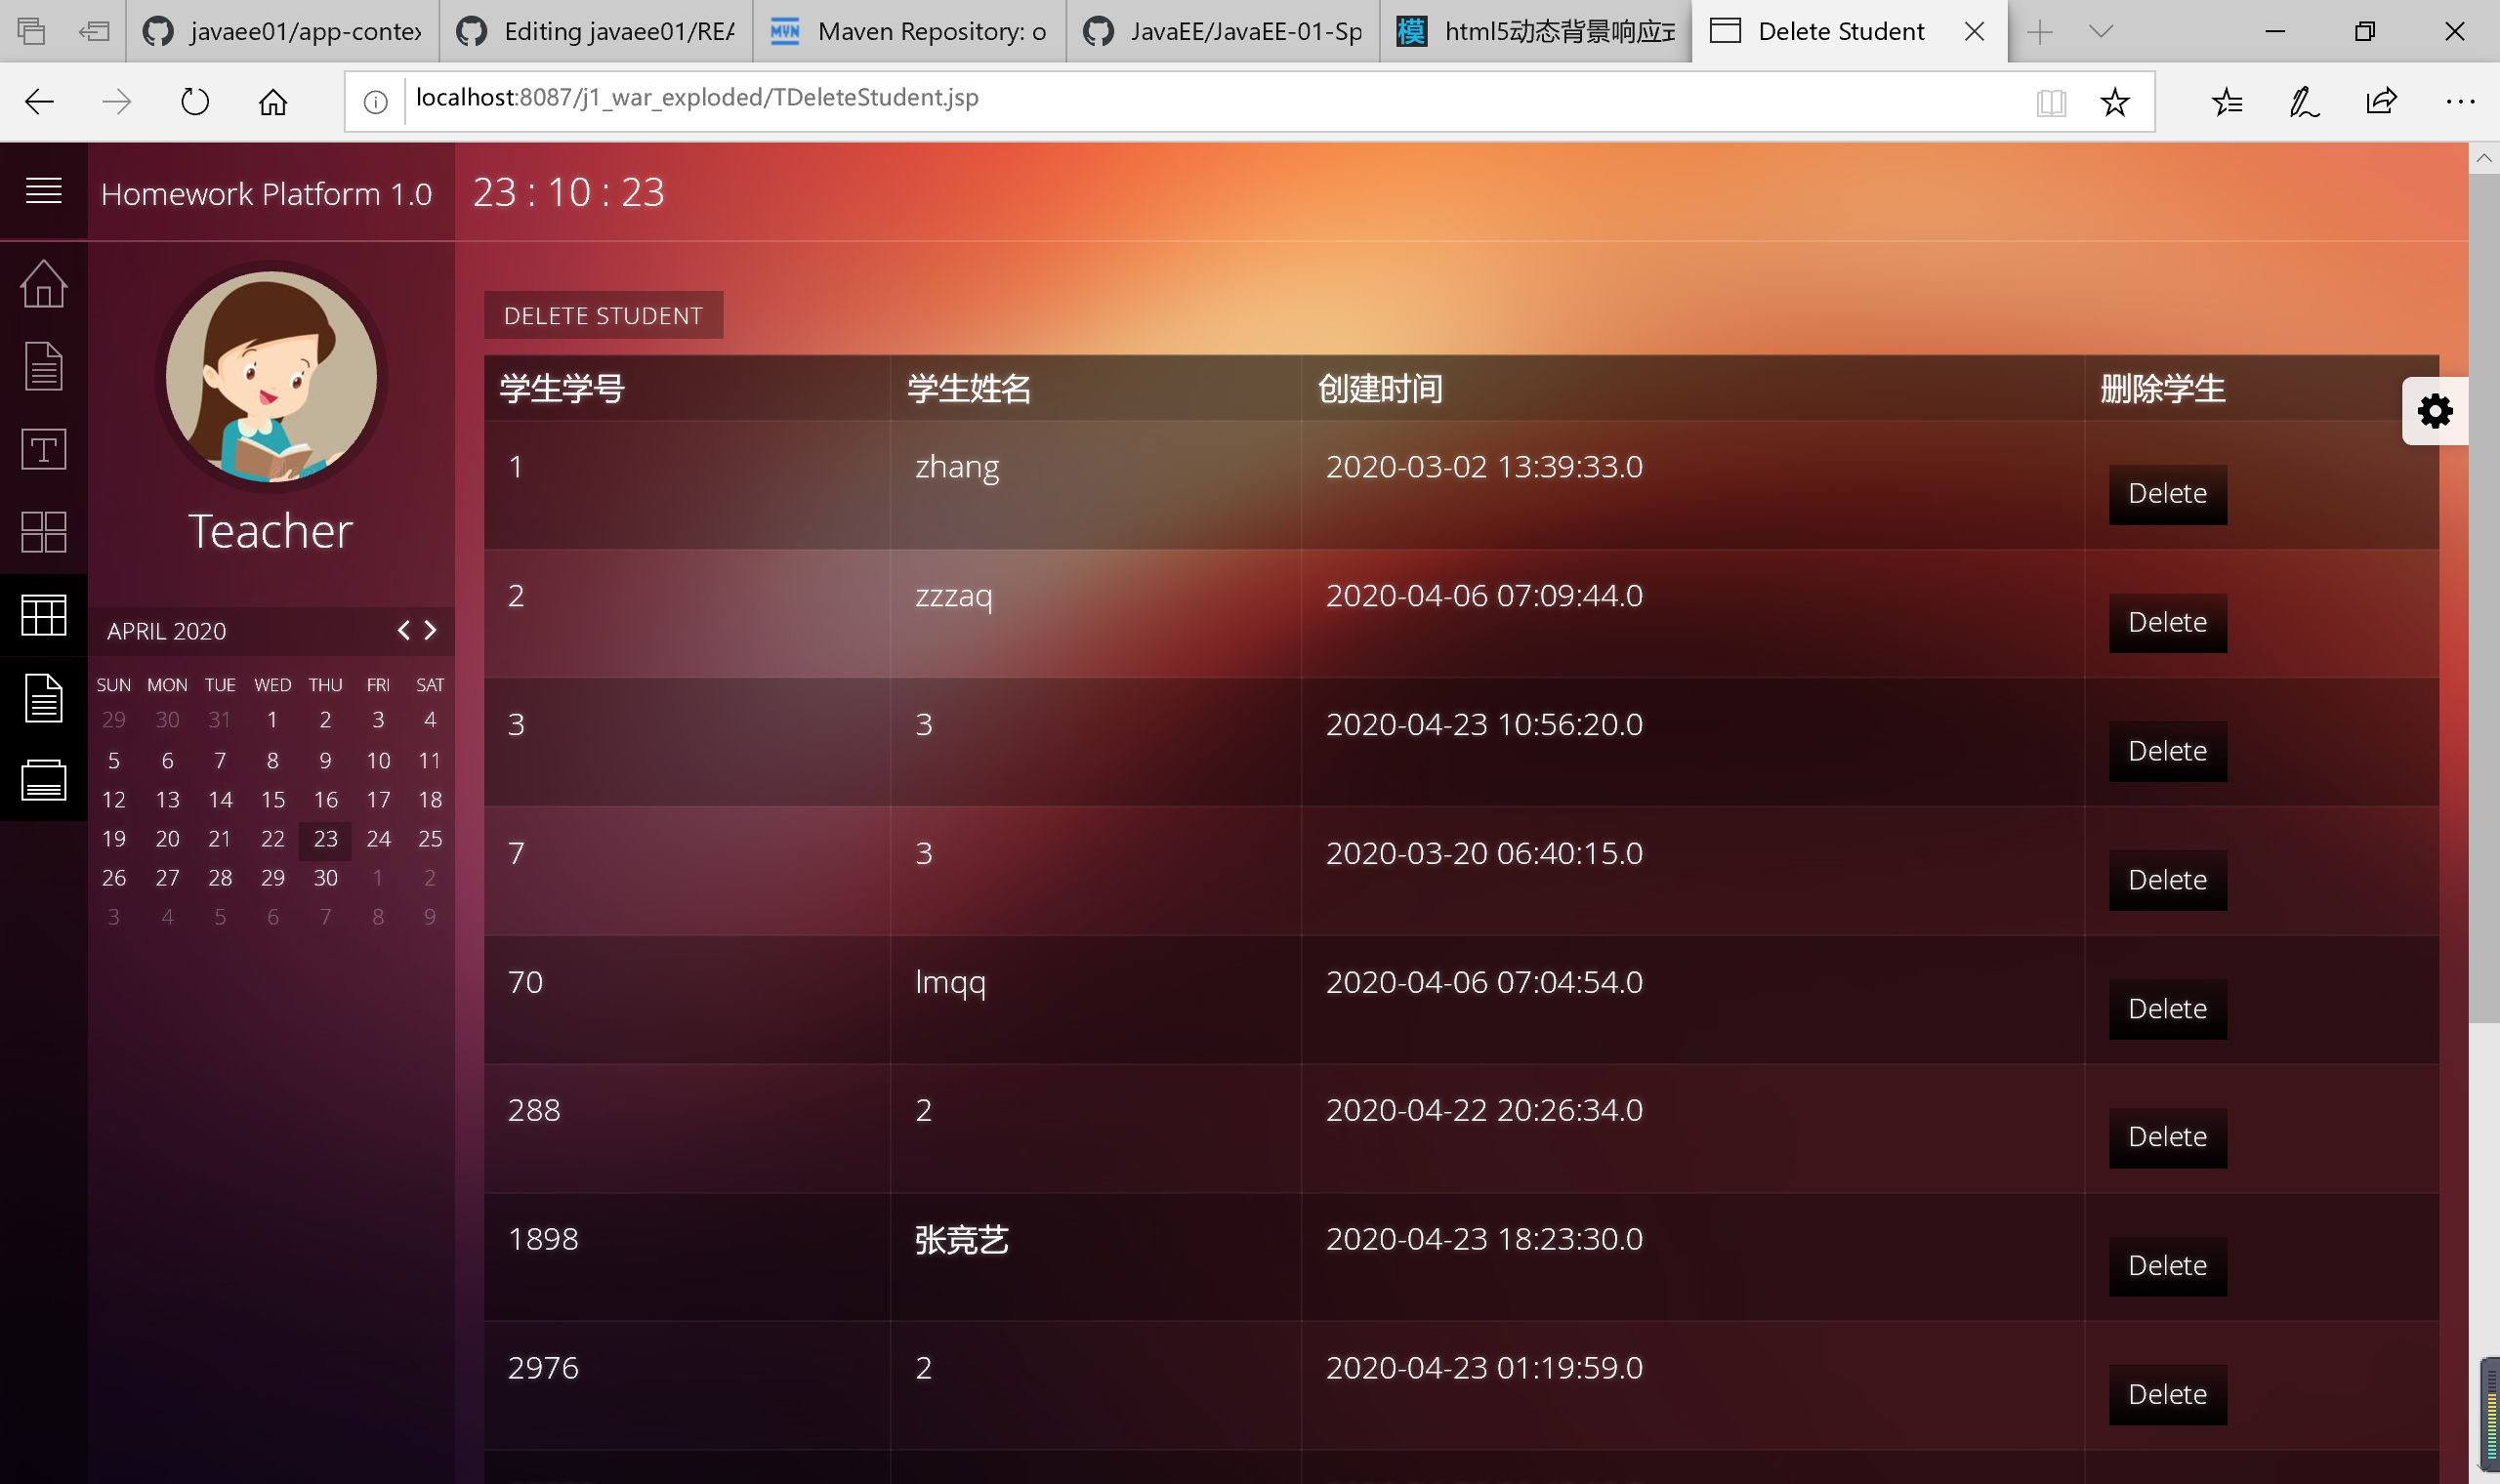 javaee01/app-contex
Editing javaee01/REA
MVN Maven Repository: o
JavaEE/JavaEE-01-Sp
模 html5动态背景响应式
Delete Student
localhost:8087/j1_war_exploded/TDeleteStudent.jsp
Homework Platform 1.0
23 : 10 : 23
Teacher
APRIL 2020
SUN MON TUE WED THU FRI SAT
29 30 31 1 2 3 4
5 6 7 8 9 10 11
12 13 14 15 16 17 18
19 20 21 22 23 24 25
26 27 28 29 30 1 2
3 4 5 6 7 8 9
DELETE STUDENT
学生学号 学生姓名 创建时间 删除学生
1 zhang 2020-03-02 13:39:33.0 Delete
2 zzzaq 2020-04-06 07:09:44.0 Delete
3 3 2020-04-23 10:56:20.0 Delete
7 3 2020-03-20 06:40:15.0 Delete
70 lmqq 2020-04-06 07:04:54.0 Delete
288 2 2020-04-22 20:26:34.0 Delete
1898 张竞艺 2020-04-23 18:23:30.0 Delete
2976 2 2020-04-23 01:19:59.0 Delete